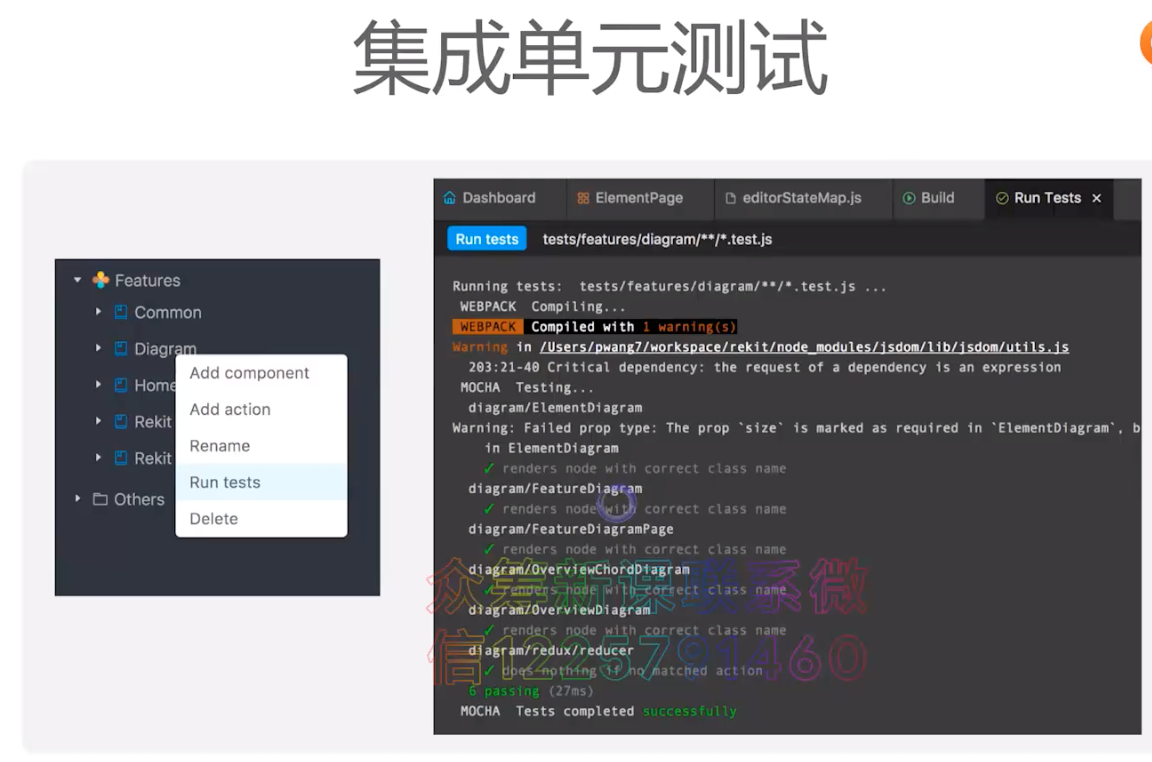 集成单元测试
Features
Common
Diagram
Home
Rekit
Rekit
Others
Add component
Add action
Rename
Run tests
Delete
Dashboard ElementPage editorStateMap.js Build Run Tests ×
Run tests tests/features/diagram/**/*.test.js
Running tests: tests/features/diagram/**/*.test.js ...
WEBPACK Compiling...
WEBPACK Compiled with 1 warning(s)
Warning in /Users/pwang7/workspace/rekit/node_modules/jsdom/lib/jsdom/utils.js
203:21-40 Critical dependency: the request of a dependency is an expression
MOCHA Testing...
diagram/ElementDiagram
Warning: Failed prop type: The prop `size` is marked as required in `ElementDiagram`, b
in ElementDiagram
✓ renders node with correct class name
diagram/FeatureDiagram
✓ renders node with correct class name
diagram/FeatureDiagramPage
✓ renders node with correct class name
diagram/OverviewChordDiagram
✓ renders node with correct class name
diagram/OverviewDiagram
✓ renders node with correct class name
diagram/redux/reducer
✓ does nothing if no matched action
6 passing (27ms)
MOCHA Tests completed successfully
众筹新课联系微
信1225791460